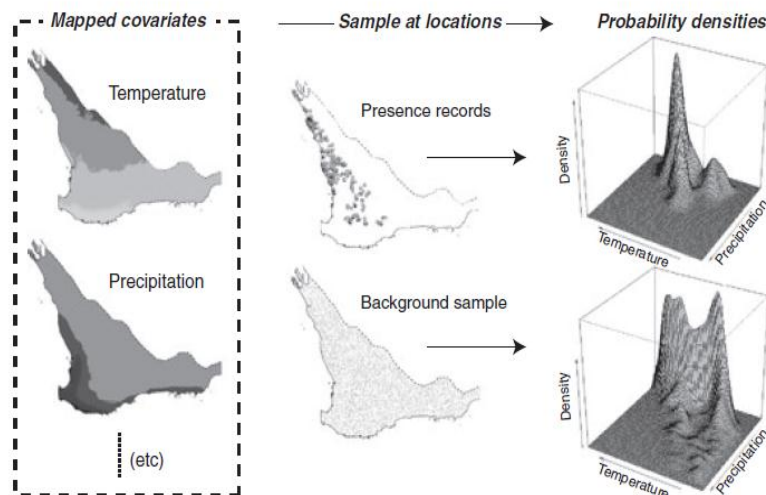 Mapped covariates
Sample at locations
Probability densities
Temperature
Presence records
Density
Temperature
Precipitation
Precipitation
Background sample
Density
Temperature
Precipitation
(etc)